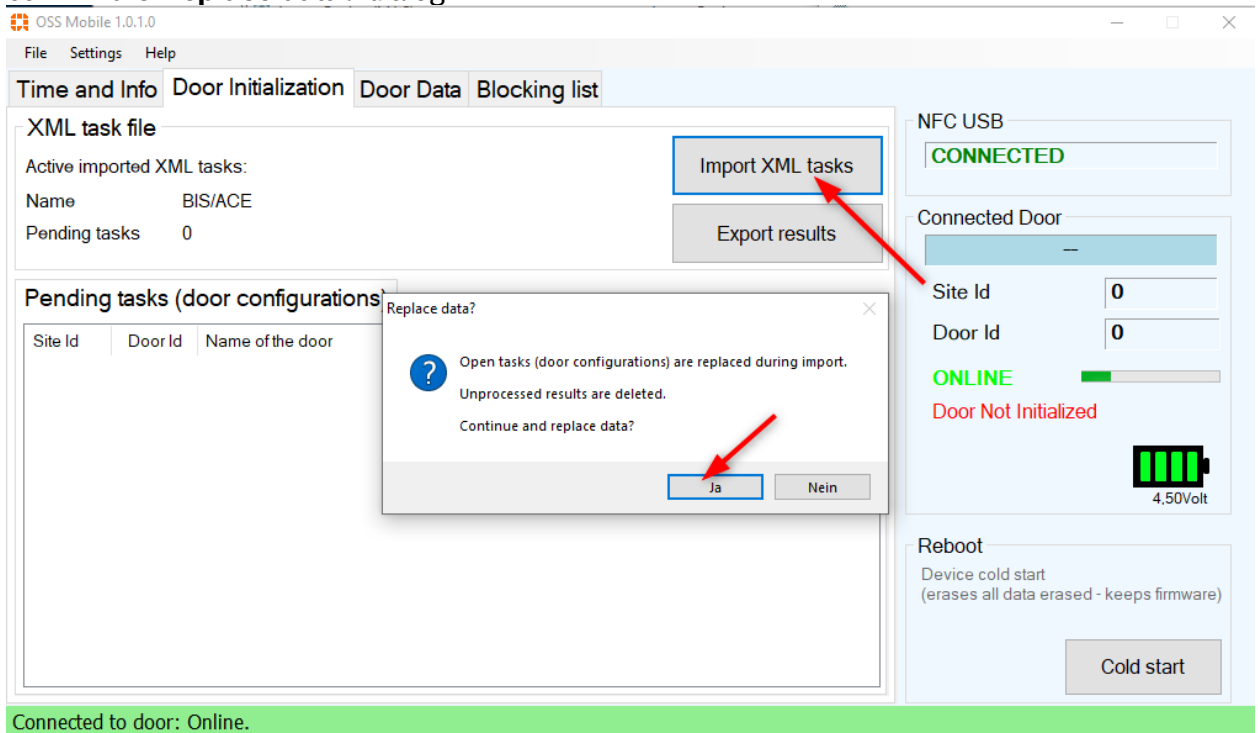 OSS Mobile 1.0.1.0
File Settings Help
Time and Info Door Initialization Door Data Blocking list
XML task file
Active imported XML tasks:
Name BIS/ACE
Pending tasks 0
Import XML tasks
Export results
Pending tasks (door configurations)
Site Id Door Id Name of the door
Replace data?
Open tasks (door configurations) are replaced during import.
Unprocessed results are deleted.
Continue and replace data?
Ja Nein
NFC USB
CONNECTED
Connected Door
--
Site Id 0
Door Id 0
ONLINE
Door Not Initialized
4,50Volt
Reboot
Device cold start
(erases all data erased - keeps firmware)
Cold start
Connected to door: Online.